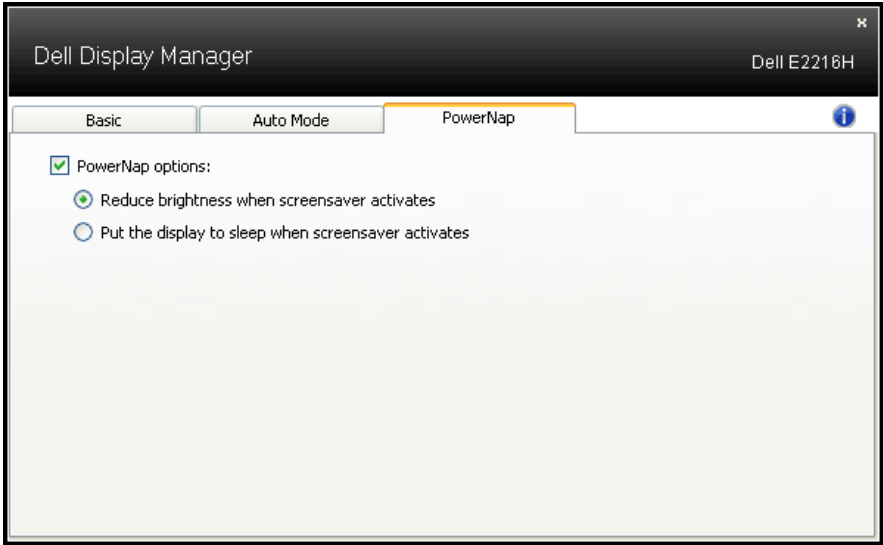 Dell Display Manager
Dell E2216H
Basic
Auto Mode
PowerNap
PowerNap options:
Reduce brightness when screensaver activates
Put the display to sleep when screensaver activates